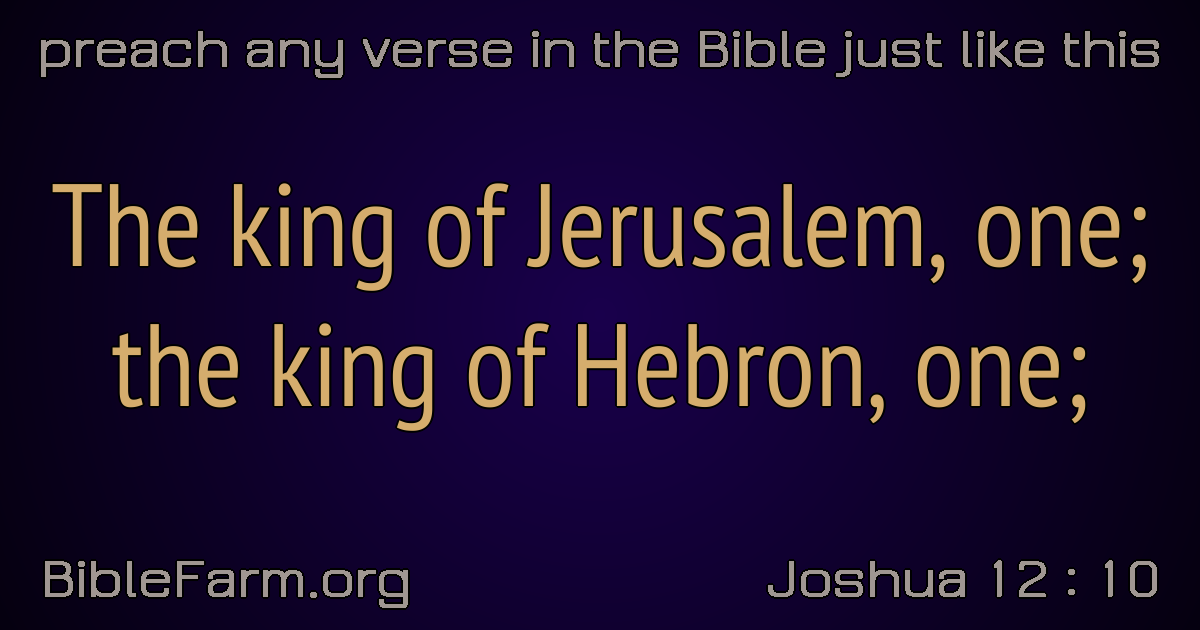 preach any verse in the Bible just like this
The king of Jerusalem, one;
the king of Hebron, one;
BibleFarm.org
Joshua 12 : 10